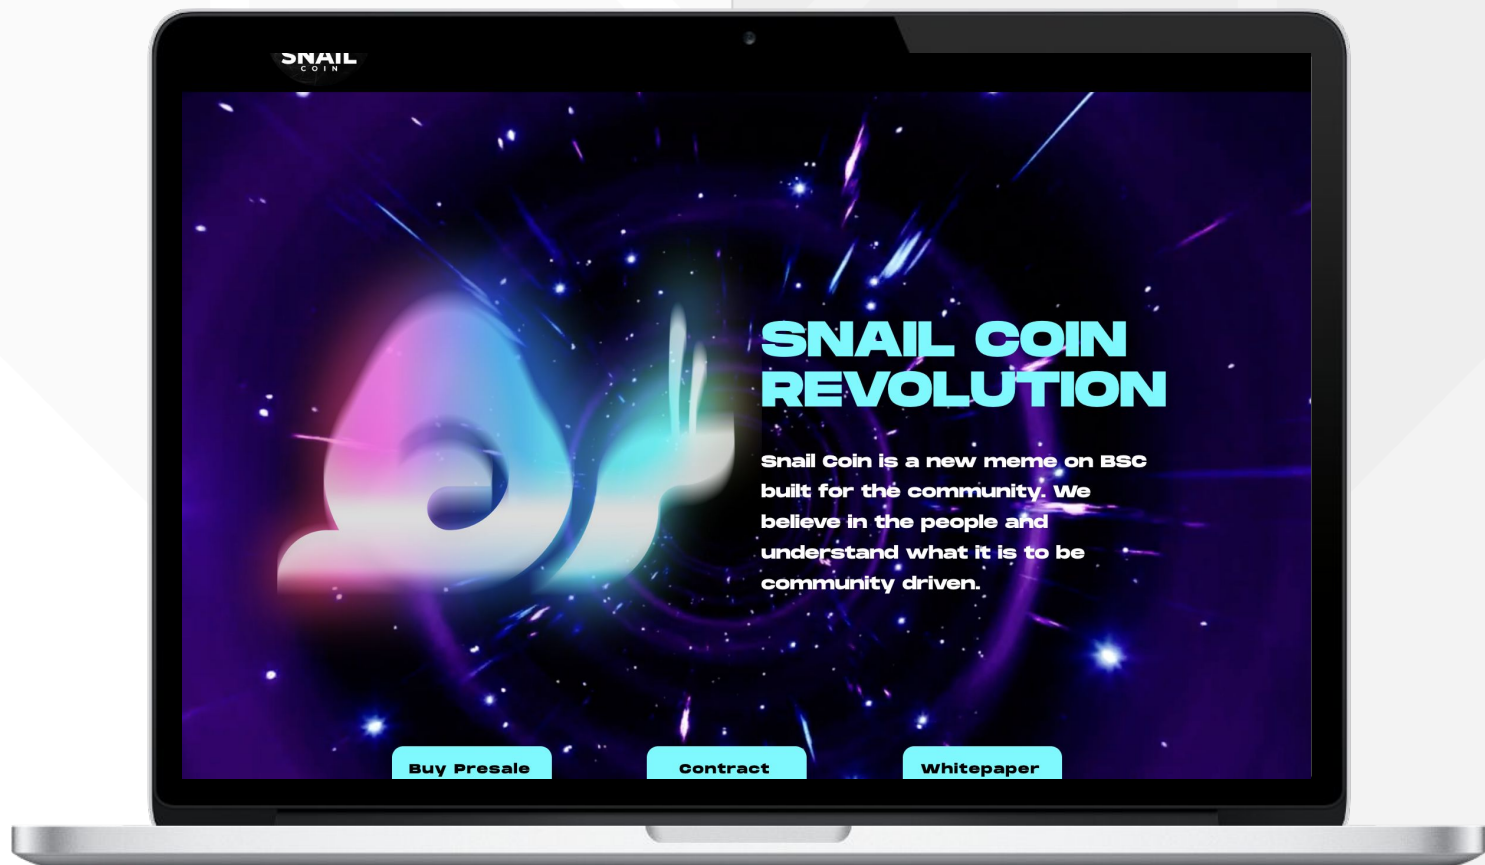 SNAIL
COIN
SNAIL COIN
REVOLUTION
Snail Coin is a new meme on BSC
built for the community. We
believe in the people and
understand what it is to be
community driven.
Buy Presale
Contract
Whitepaper